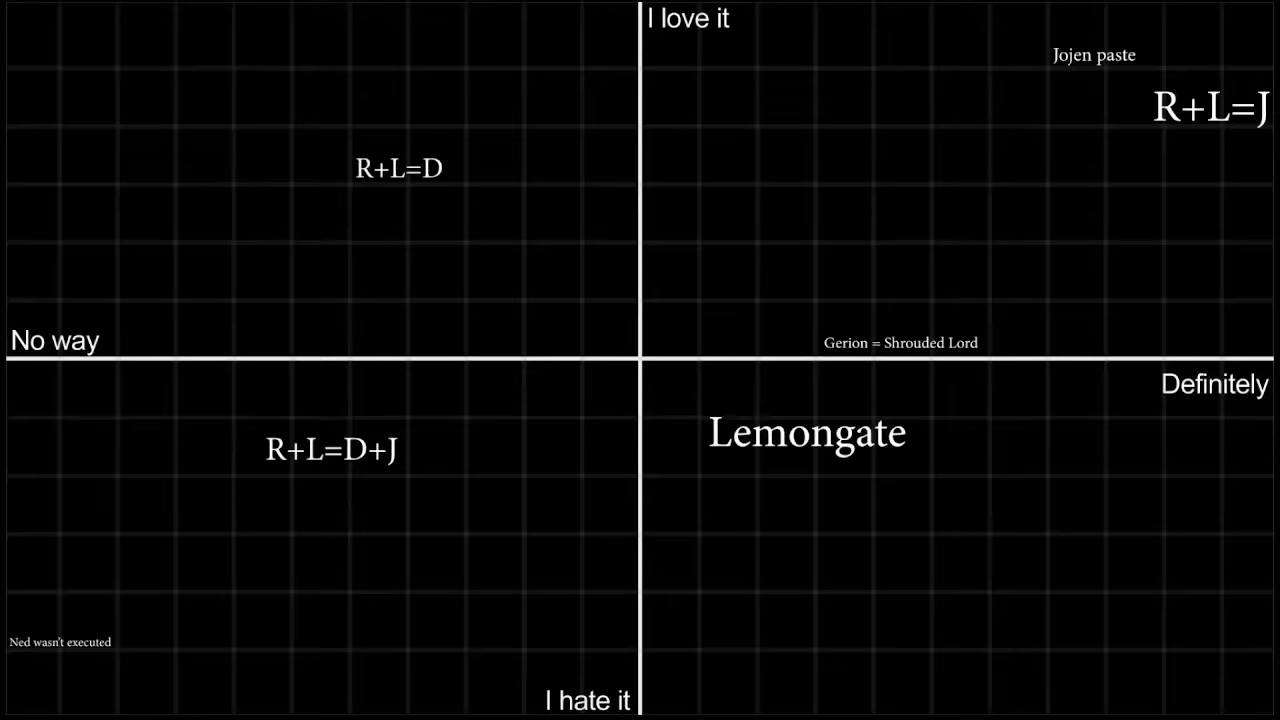 I love it
Jojen paste
R+L=J
R+L=D
No way
Gerion = Shrouded Lord
Definitely
Lemongate
R+L=D+J
Ned wasn't executed
I hate it